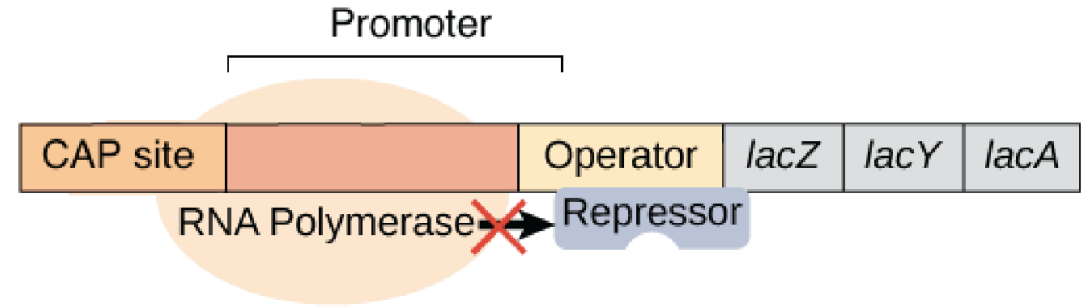 Promoter
CAP site
Operator
lacZ
lacY
lacA
RNA Polymerase
Repressor